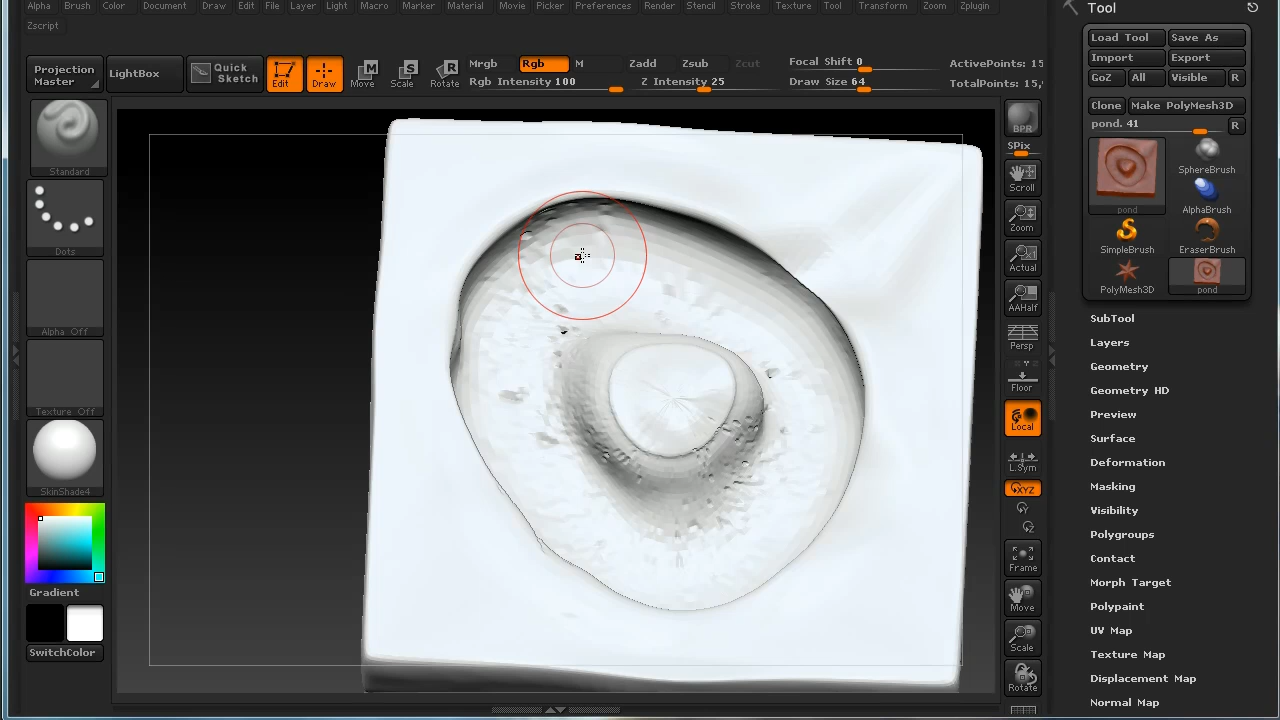 Alpha Brush Color Document Draw Edit File Layer Light Macro Marker Material Movie Picker Preferences Render Stencil Stroke Texture Tool Transform Zoom Zplugin
Zscript
Tool
Load Tool Save As
Import Export
GoZ All Visible R
Clone Make PolyMesh3D
pond. 41 R
pond
SphereBrush
AlphaBrush
SimpleBrush EraserBrush
PolyMesh3D pond
SubTool
Layers
Geometry
Geometry HD
Preview
Surface
Deformation
Masking
Visibility
Polygroups
Contact
Morph Target
Polypaint
UV Map
Texture Map
Displacement Map
Normal Map
Projection Master
LightBox
Quick Sketch
Edit Draw Move Scale Rotate
Mrgb Rgb M Zadd Zsub Zcut
Rgb Intensity 100 Z Intensity 25
Focal Shift 0
Draw Size 64
ActivePoints: 15
TotalPoints: 15,
Standard
Dots
Alpha Off
Texture Off
SkinShade4
Gradient
SwitchColor
BPR
SPix
Scroll
Zoom
Actual
AAHalf
Persp
Floor
Local
L.Sym
XYZ
Y
Z
Frame
Move
Scale
Rotate